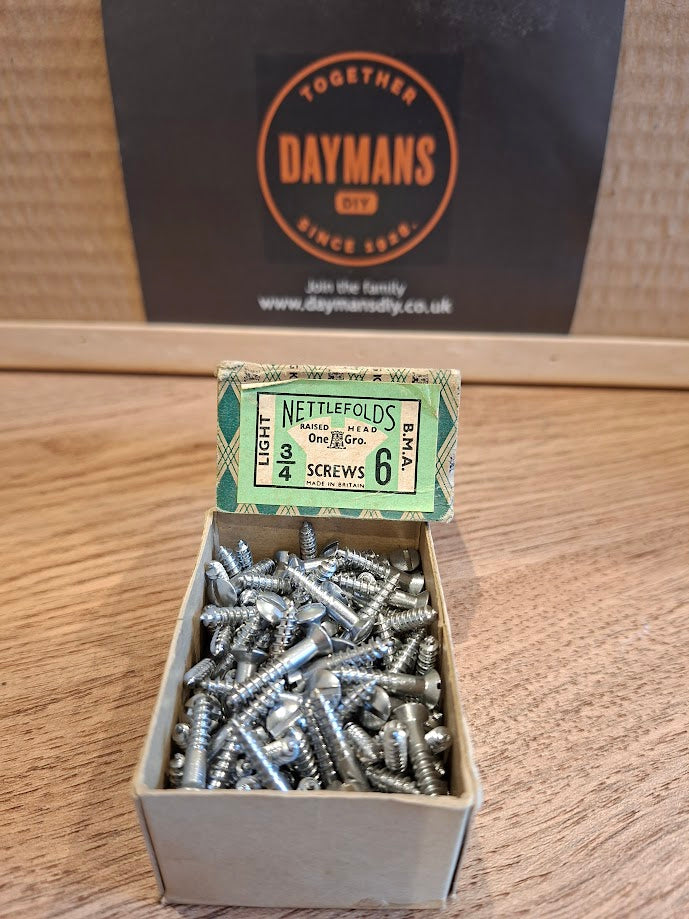 TOGETHER
DAYMANS
DIY
SINCE 1928.
Join the family
www.daymansdiy.co.uk
NETTLEFOLDS
LIGHT
RAISED HEAD
One Gro.
B.M.A.
3/4
SCREWS
6
MADE IN BRITAIN